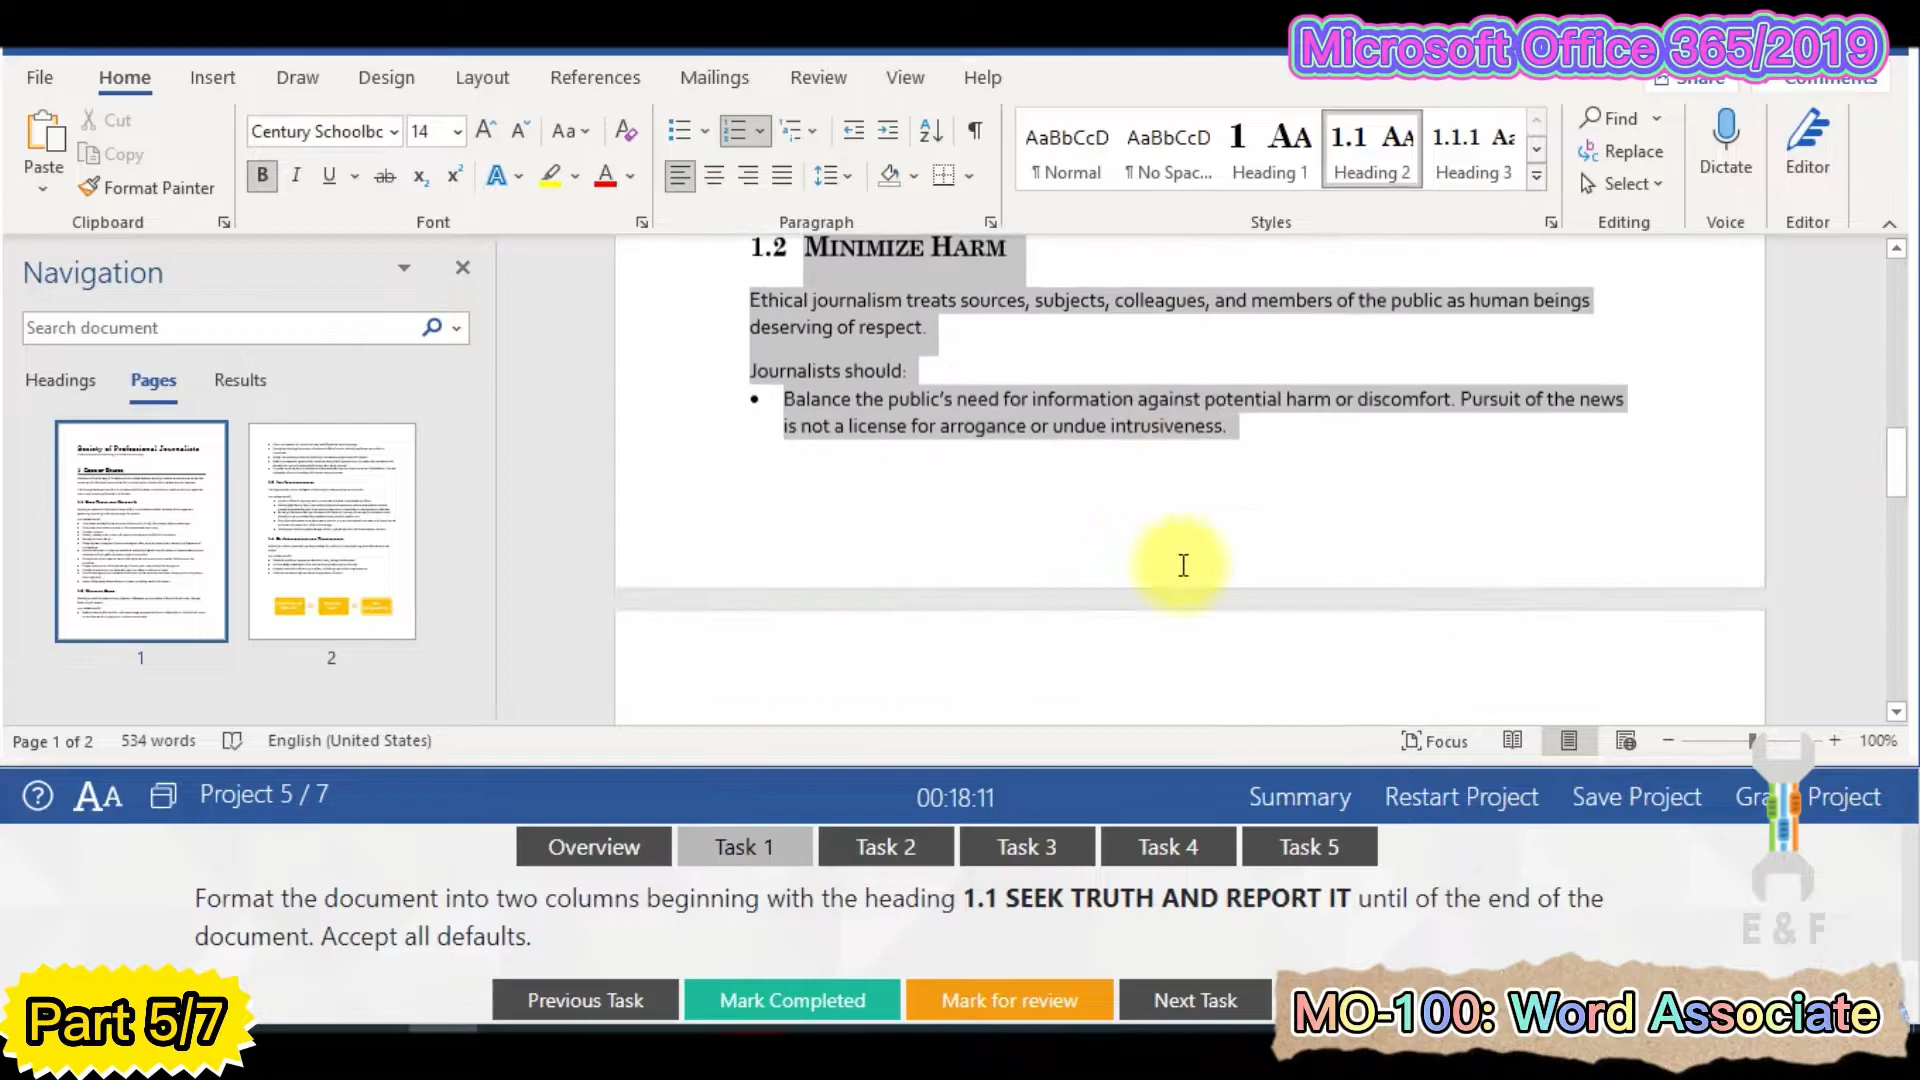 Microsoft Office 365/2019
File Home Insert Draw Design Layout References Mailings Review View Help Share Comments
Paste
Cut
Copy
Format Painter
Clipboard
Century Schoolbc 14
Font
Paragraph
AaBbCcD AaBbCcD 1 AA 1.1 AA 1.1.1 Aa
¶ Normal ¶ No Spac... Heading 1 Heading 2 Heading 3
Styles
Find
Replace
Select
Editing
Dictate
Voice
Editor
Editor
Navigation
Search document
Headings Pages Results
Society of Professional Journalists
1
2
1.2 MINIMIZE HARM
Ethical journalism treats sources, subjects, colleagues, and members of the public as human beings
deserving of respect.
Journalists should:
• Balance the public’s need for information against potential harm or discomfort. Pursuit of the news
is not a license for arrogance or undue intrusiveness.
Page 1 of 2 534 words English (United States) Focus 100%
Project 5 / 7 00:18:11 Summary Restart Project Save Project Project
Overview Task 1 Task 2 Task 3 Task 4 Task 5
Format the document into two columns beginning with the heading 1.1 SEEK TRUTH AND REPORT IT until of the end of the
document. Accept all defaults.
E & F
Previous Task Mark Completed Mark for review Next Task
Part 5/7
MO-100: Word Associate